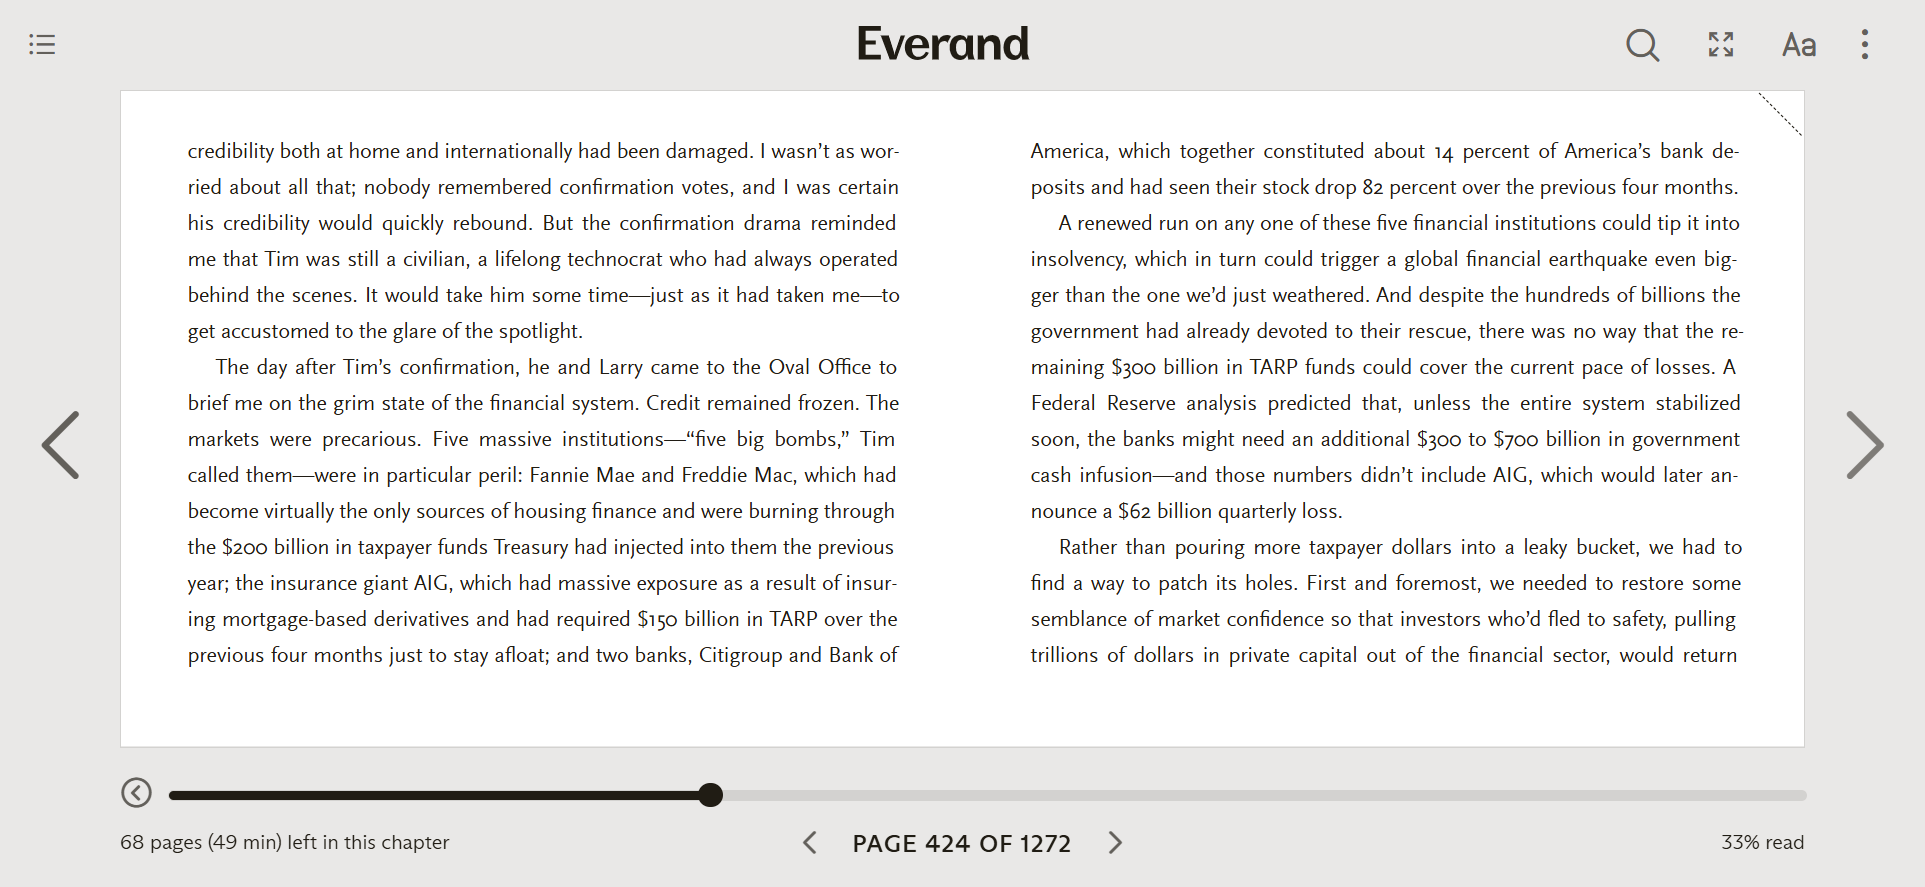 Everand
Aa
credibility both at home and internationally had been damaged. I wasn’t as wor-
ried about all that; nobody remembered confirmation votes, and I was certain
his credibility would quickly rebound. But the confirmation drama reminded
me that Tim was still a civilian, a lifelong technocrat who had always operated
behind the scenes. It would take him some time—just as it had taken me—to
get accustomed to the glare of the spotlight.
The day after Tim’s confirmation, he and Larry came to the Oval Office to
brief me on the grim state of the financial system. Credit remained frozen. The
markets were precarious. Five massive institutions—“five big bombs,” Tim
called them—were in particular peril: Fannie Mae and Freddie Mac, which had
become virtually the only sources of housing finance and were burning through
the $200 billion in taxpayer funds Treasury had injected into them the previous
year; the insurance giant AIG, which had massive exposure as a result of insur-
ing mortgage-based derivatives and had required $150 billion in TARP over the
previous four months just to stay afloat; and two banks, Citigroup and Bank of
America, which together constituted about 14 percent of America’s bank de-
posits and had seen their stock drop 82 percent over the previous four months.
A renewed run on any one of these five financial institutions could tip it into
insolvency, which in turn could trigger a global financial earthquake even big-
ger than the one we’d just weathered. And despite the hundreds of billions the
government had already devoted to their rescue, there was no way that the re-
maining $300 billion in TARP funds could cover the current pace of losses. A
Federal Reserve analysis predicted that, unless the entire system stabilized
soon, the banks might need an additional $300 to $700 billion in government
cash infusion—and those numbers didn’t include AIG, which would later an-
nounce a $62 billion quarterly loss.
Rather than pouring more taxpayer dollars into a leaky bucket, we had to
find a way to patch its holes. First and foremost, we needed to restore some
semblance of market confidence so that investors who’d fled to safety, pulling
trillions of dollars in private capital out of the financial sector, would return
68 pages (49 min) left in this chapter
PAGE 424 OF 1272
33% read